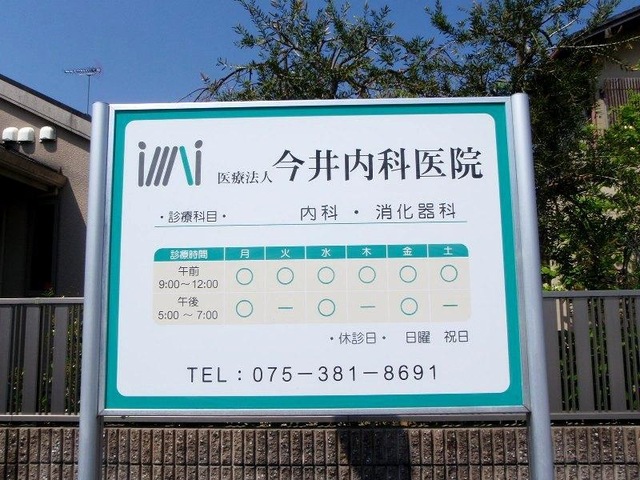 imai 医療法人 今井内科医院
・診療科目・ 内科 ・ 消化器科
診療時間 月 火 水 木 金 土
午前 9:00～12:00 ○ ○ ○ ○ ○ ○
午後 5:00 ～ 7:00 ○ － ○ － ○ －
・休診日・ 日曜 祝日
TEL：075－381－8691